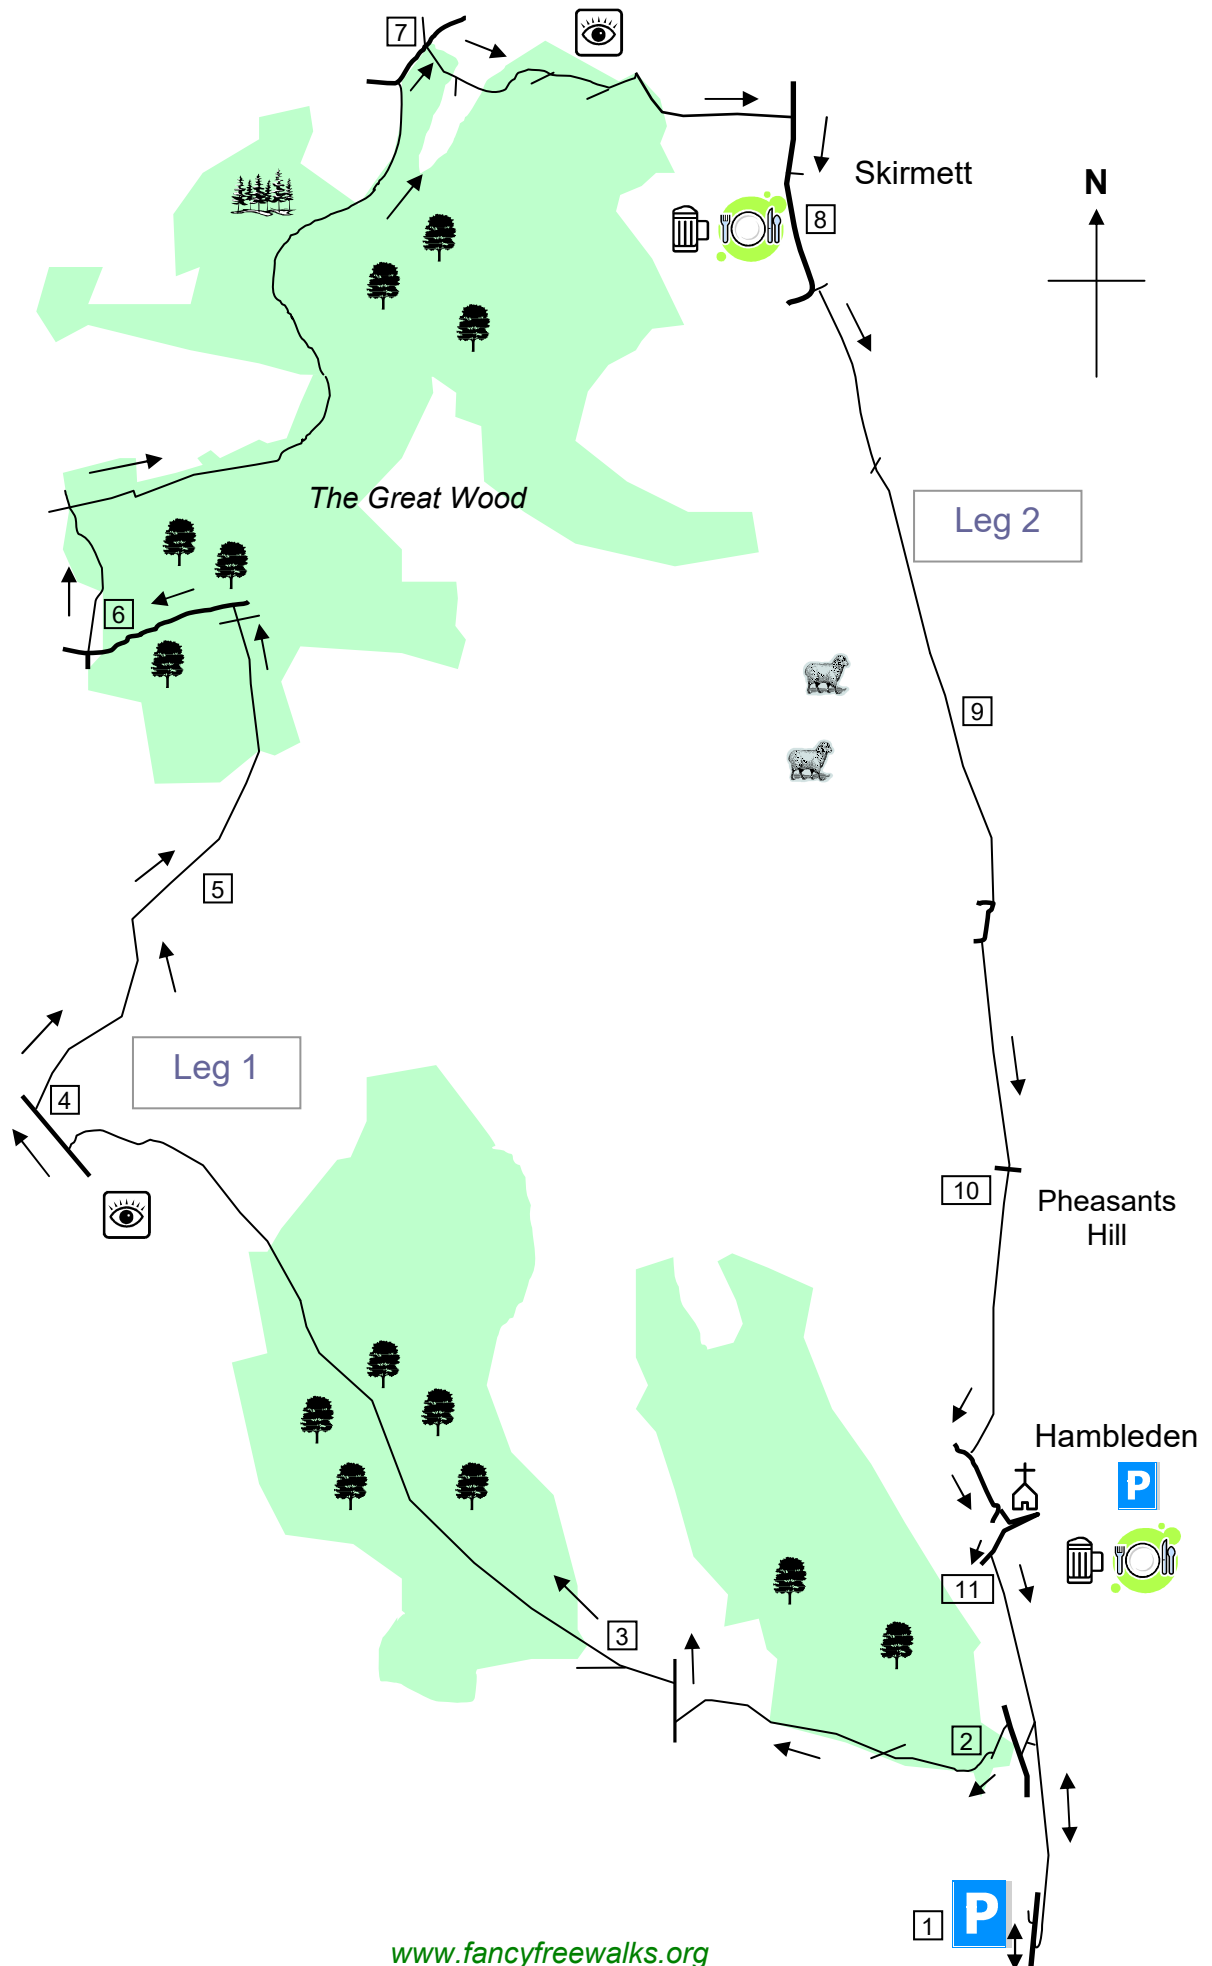 7
Skirmett
N
8
The Great Wood
Leg 2
6
9
5
Leg 1
4
10
Pheasants
Hill
Hambleden
P
11
3
2
P
1
www.fancyfreewalks.org